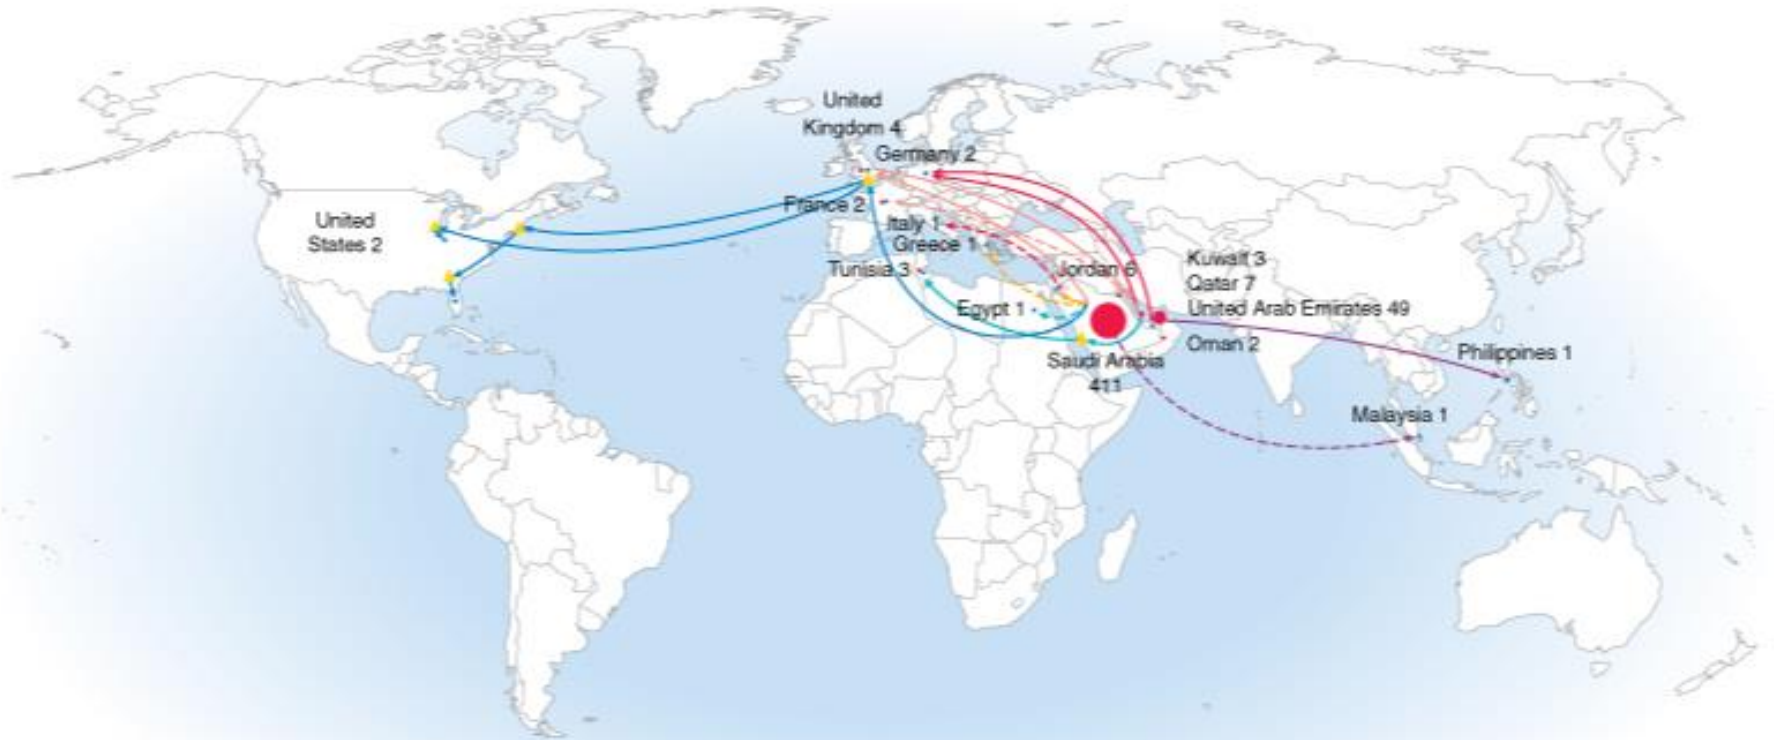 United
Kingdom 4
Germany 2
France 2
United
States 2
Italy 1
Greece 1
Tunisia 3
Jordan 6
Kuwait 3
Qatar 7
United Arab Emirates 49
Egypt 1
Oman 2
Saudi Arabia
411
Philippines 1
Malaysia 1